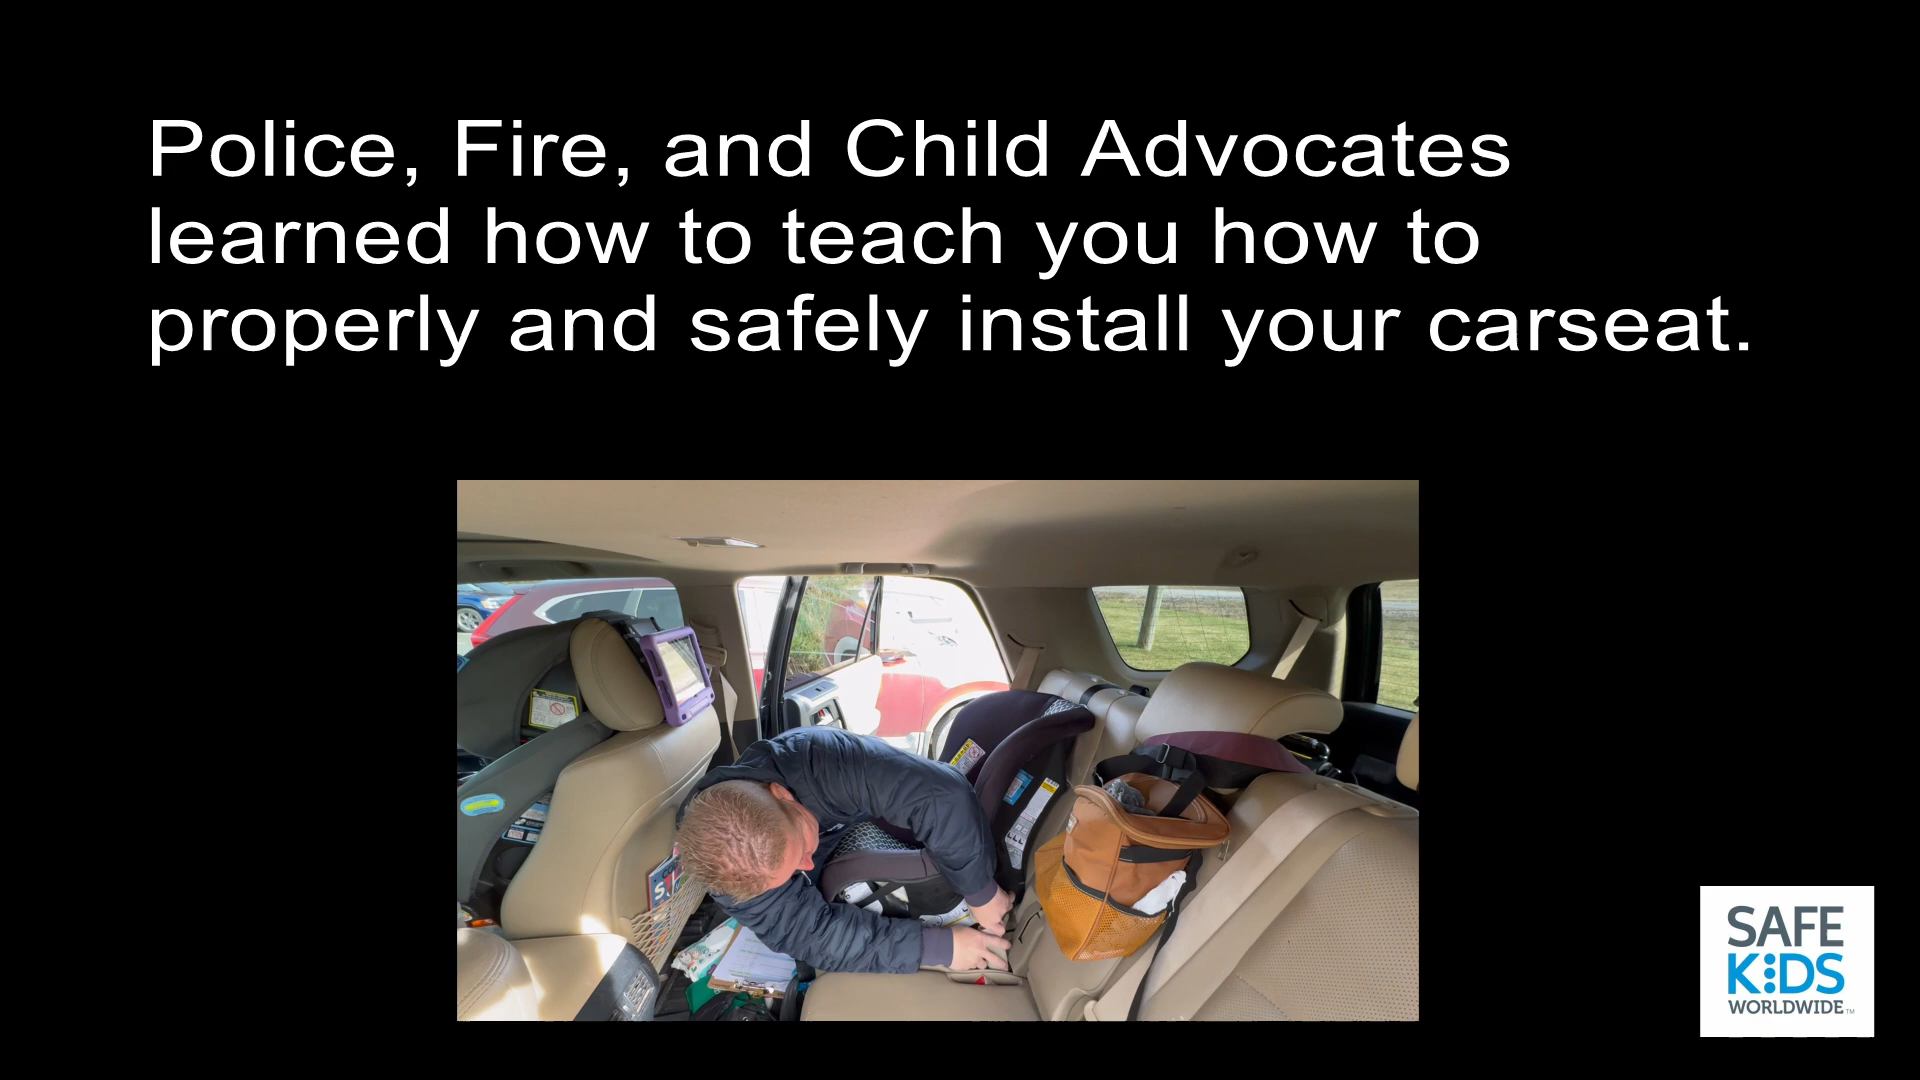 Police, Fire, and Child Advocates
learned how to teach you how to
properly and safely install your carseat.
SAFE
KIDS
WORLDWIDE™